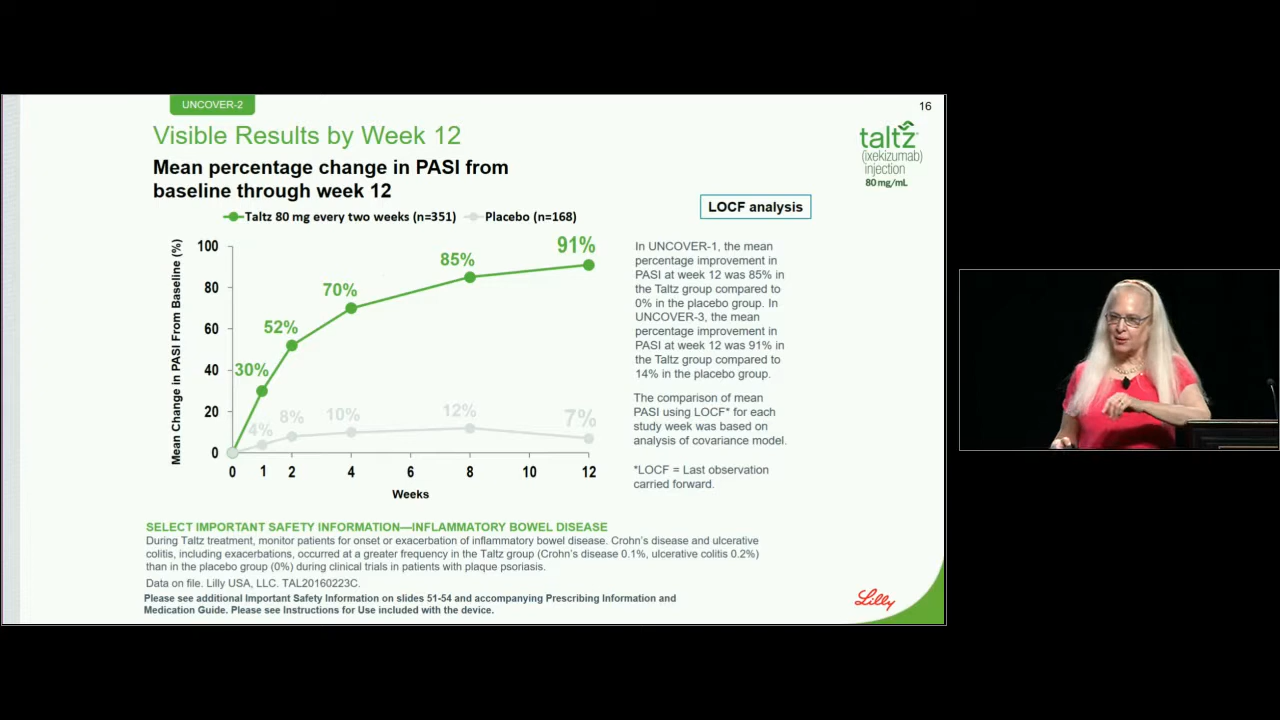 UNCOVER-2
16
Visible Results by Week 12
taltz
(ixekizumab)
injection
80 mg/mL
Mean percentage change in PASI from
baseline through week 12
Taltz 80 mg every two weeks (n=351)
Placebo (n=168)
LOCF analysis
Mean Change in PASI From Baseline (%)
100
80
60
40
20
0
30%
52%
70%
85%
91%
4%
8%
10%
12%
7%
0 1 2 4 6 8 10 12
Weeks
In UNCOVER-1, the mean
percentage improvement in
PASI at week 12 was 85% in
the Taltz group compared to
0% in the placebo group. In
UNCOVER-3, the mean
percentage improvement in
PASI at week 12 was 91% in
the Taltz group compared to
14% in the placebo group.
The comparison of mean
PASI using LOCF* for each
study week was based on
analysis of covariance model.
*LOCF = Last observation
carried forward.
SELECT IMPORTANT SAFETY INFORMATION—INFLAMMATORY BOWEL DISEASE
During Taltz treatment, monitor patients for onset or exacerbation of inflammatory bowel disease. Crohn's disease and ulcerative
colitis, including exacerbations, occurred at a greater frequency in the Taltz group (Crohn's disease 0.1%, ulcerative colitis 0.2%)
than in the placebo group (0%) during clinical trials in patients with plaque psoriasis.
Data on file. Lilly USA, LLC. TAL20160223C.
Please see additional Important Safety Information on slides 51-54 and accompanying Prescribing Information and
Medication Guide. Please see Instructions for Use included with the device.
Lilly